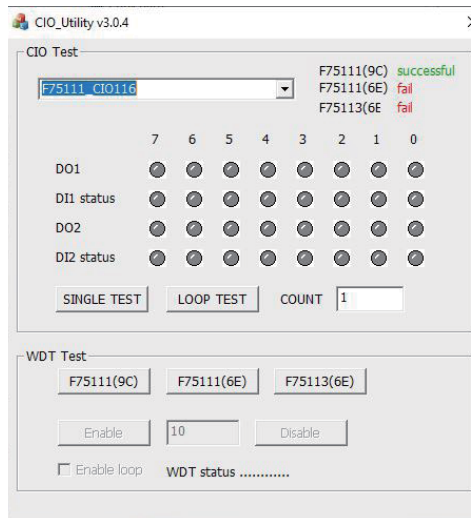 CIO_Utility v3.0.4
CIO Test
F75111_CIO116
F75111(9C) successful
F75111(6E) fail
F75113(6E fail
7 6 5 4 3 2 1 0
DO1
DI1 status
DO2
DI2 status
SINGLE TEST LOOP TEST COUNT 1
WDT Test
F75111(9C) F75111(6E) F75113(6E)
Enable 10 Disable
Enable loop WDT status ............